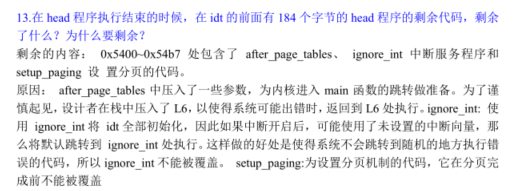 13.在 head 程序执行结束的时候，在 idt 的前面有 184 个字节的 head 程序的剩余代码，剩余
了什么？为什么要剩余？
剩余的内容： 0x5400~0x54b7 处包含了 after_page_tables、 ignore_int 中断服务程序和
setup_paging 设 置分页的代码。
原因： after_page_tables 中压入了一些参数，为内核进入 main 函数的跳转做准备。为了谨
慎起见，设计者在栈中压入了 L6，以使得系统可能出错时，返回到 L6 处执行。ignore_int: 使
用 ignore_int 将 idt 全部初始化，因此如果中断开启后，可能使用了未设置的中断向量，那
么将默认跳转到 ignore_int 处执行。这样做的好处是使得系统不会跳转到随机的地方执行错
误的代码，所以 ignore_int 不能被覆盖。 setup_paging:为设置分页机制的代码，它在分页完
成前不能被覆盖